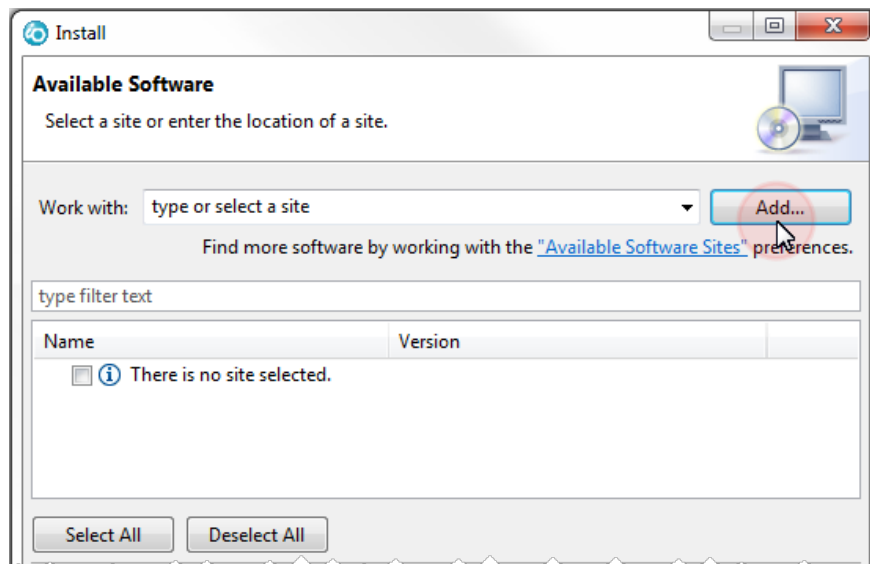 Install
Available Software
Select a site or enter the location of a site.
Work with: type or select a site Add...
Find more software by working with the "Available Software Sites" preferences.
type filter text
Name Version
There is no site selected.
Select All Deselect All